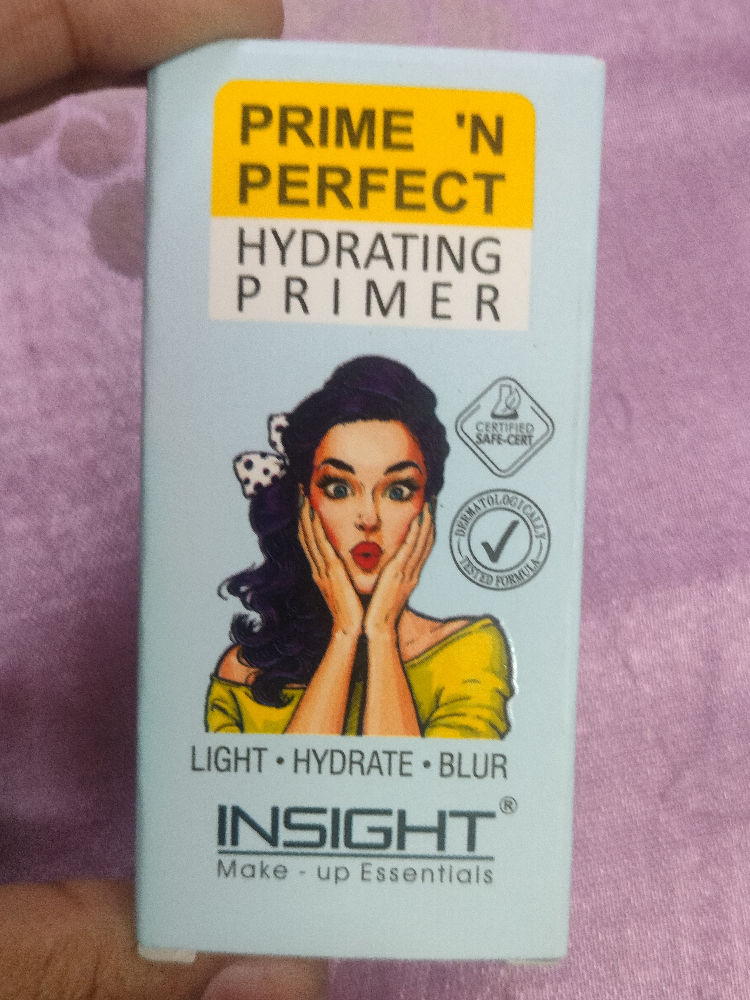 PRIME 'N
PERFECT
HYDRATING
PRIMER
CERTIFIED
SAFE-CERT
DERMATOLOGICALLY
TESTED FORMULA
LIGHT • HYDRATE • BLUR
INSIGHT®
Make - up Essentials